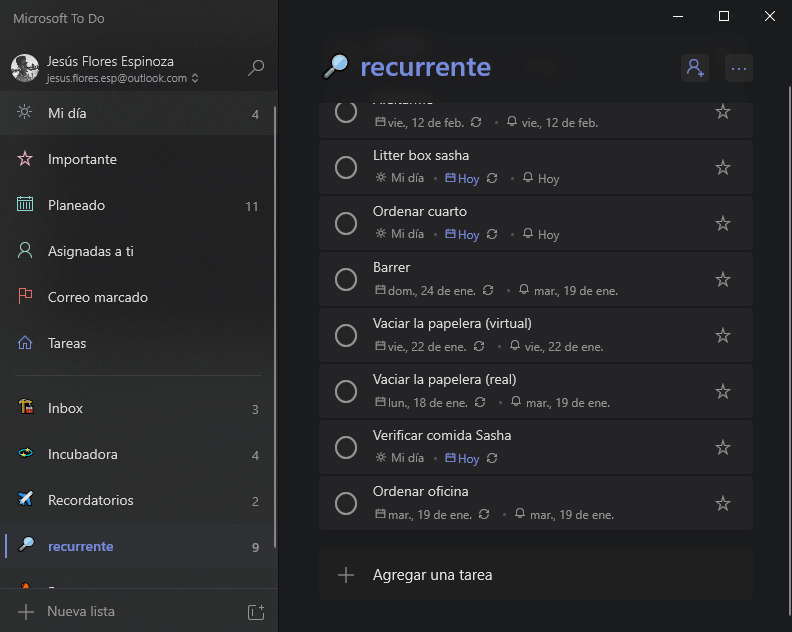 Microsoft To Do
Jesús Flores Espinoza
jesus.flores.esp@outlook.com
Mi día 4
Importante
Planeado 11
Asignadas a ti
Correo marcado
Tareas
Inbox 3
Incubadora 4
Recordatorios 2
recurrente 9
Nueva lista
recurrente
vie., 12 de feb. • vie., 12 de feb.
Litter box sasha
Mi día • Hoy • Hoy
Ordenar cuarto
Mi día • Hoy • Hoy
Barrer
dom., 24 de ene. • mar., 19 de ene.
Vaciar la papelera (virtual)
vie., 22 de ene. • vie., 22 de ene.
Vaciar la papelera (real)
lun., 18 de ene. • mar., 19 de ene.
Verificar comida Sasha
Mi día • Hoy
Ordenar oficina
mar., 19 de ene. • mar., 19 de ene.
Agregar una tarea